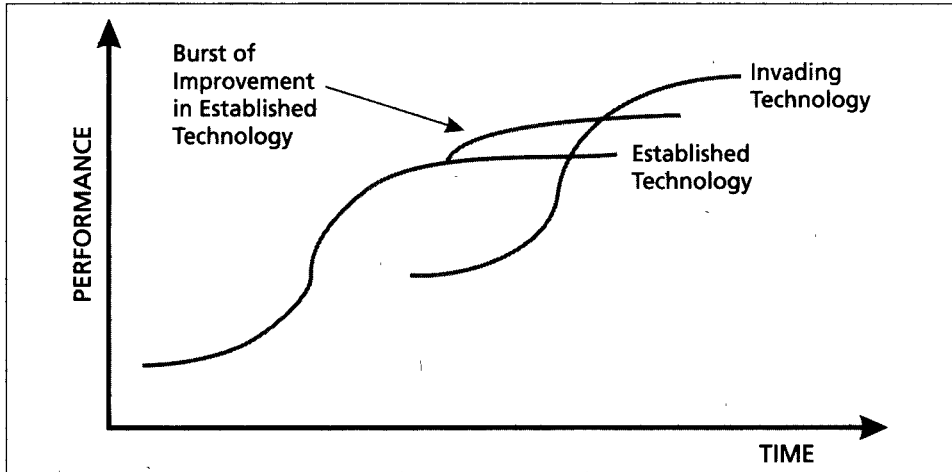 Burst of
Improvement
in Established
Technology
Invading
Technology
Established
Technology
PERFORMANCE
TIME